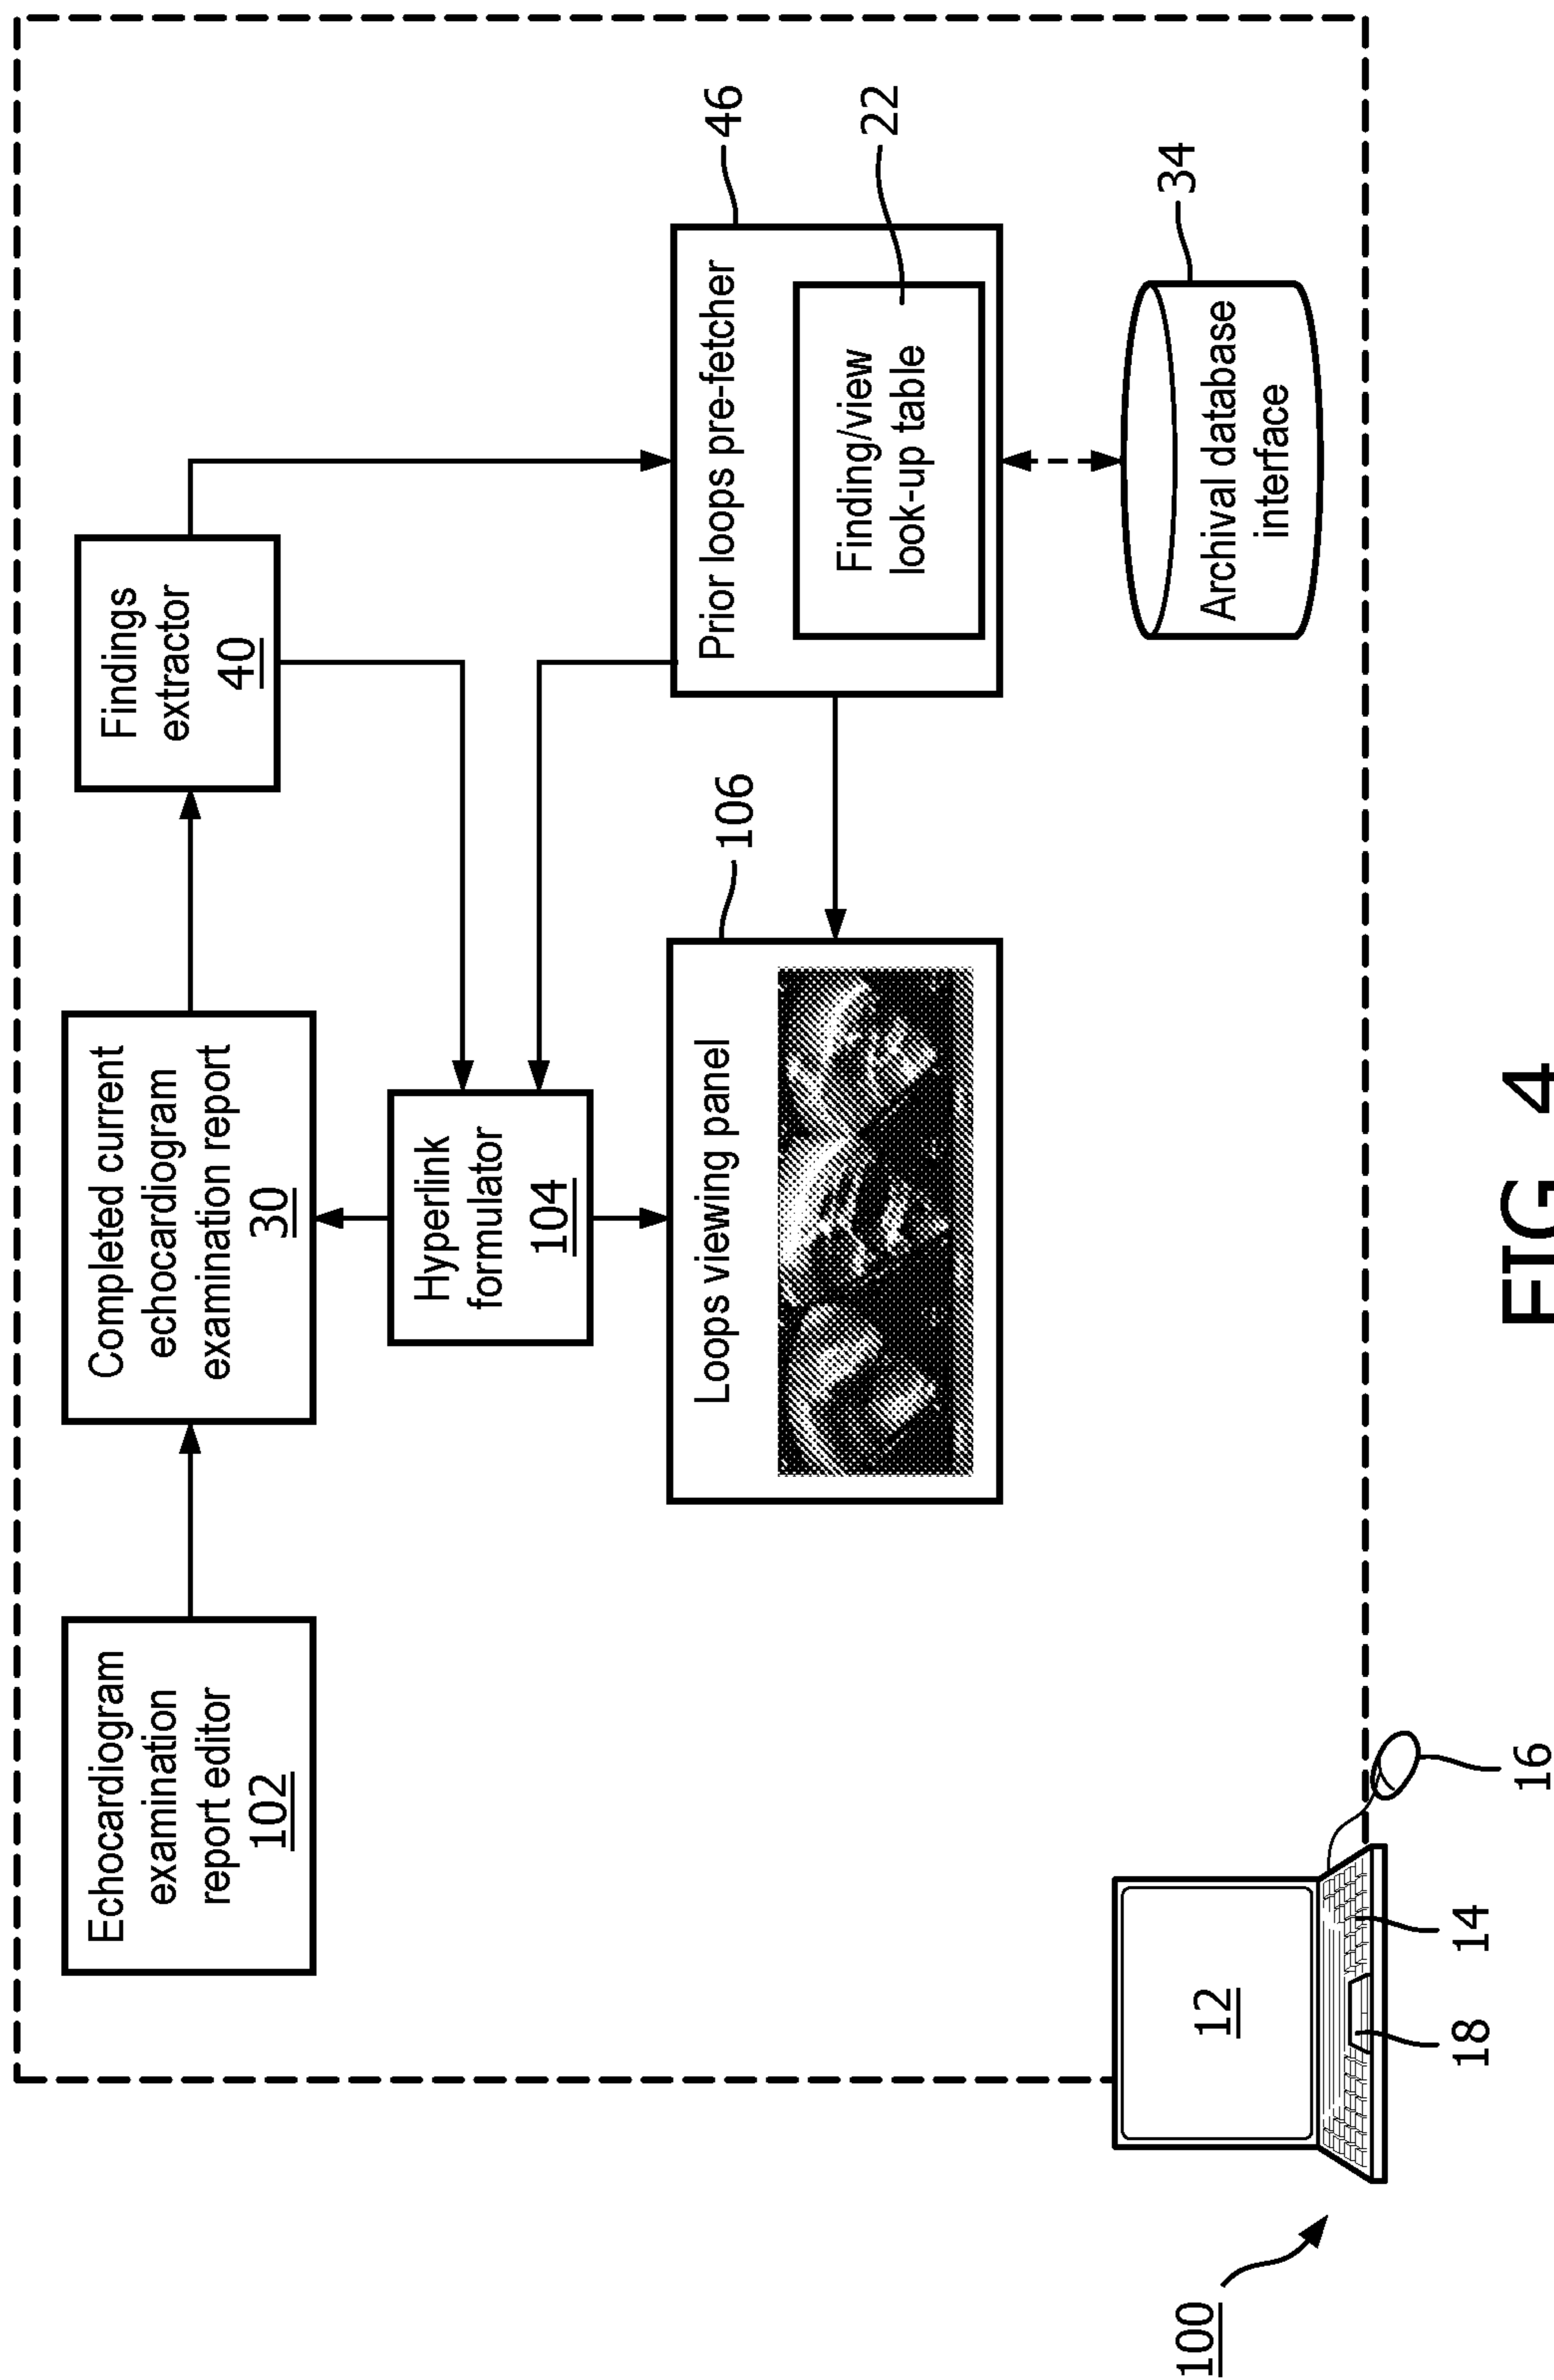 Echocardiogram
examination
report editor
102
Completed current
echocardiogram
examination report
30
Findings
extractor
40
Hyperlink
formulator
104
Loops viewing panel
106
Prior loops pre-fetcher
46
Finding/view
look-up table
22
Archival database
interface
34
100
12
18
14
16
FIG. 4